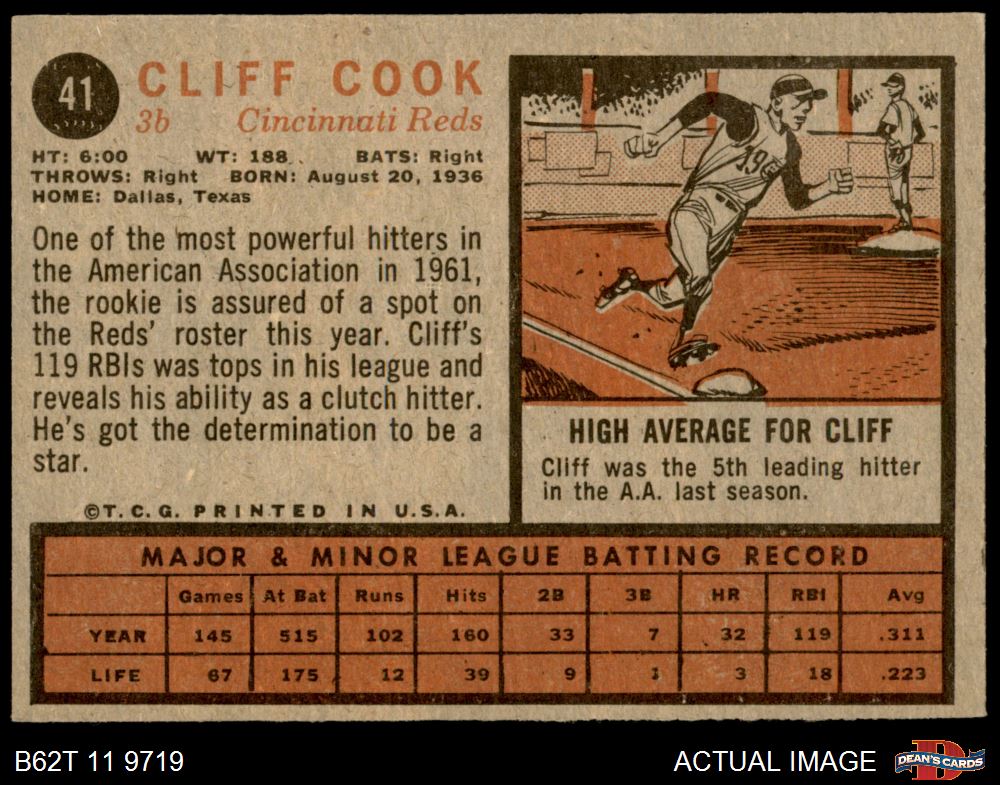 41
CLIFF COOK
3b Cincinnati Reds
HT: 6:00 WT: 188 BATS: Right
THROWS: Right BORN: August 20, 1936
HOME: Dallas, Texas
One of the most powerful hitters in
the American Association in 1961,
the rookie is assured of a spot on
the Reds' roster this year. Cliff's
119 RBIs was tops in his league and
reveals his ability as a clutch hitter.
He's got the determination to be a
star.
©T.C.G. PRINTED IN U.S.A.
HIGH AVERAGE FOR CLIFF
Cliff was the 5th leading hitter
in the A.A. last season.
MAJOR & MINOR LEAGUE BATTING RECORD
Games At Bat Runs Hits 2B 3B HR RBI Avg
YEAR 145 515 102 160 33 7 32 119 .311
LIFE 67 175 12 39 9 1 3 18 .223
B62T 11 9719 ACTUAL IMAGE DEAN'S CARDS